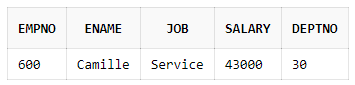 EMPNO ENAME JOB SALARY DEPTNO
600 Camille Service 43000 30